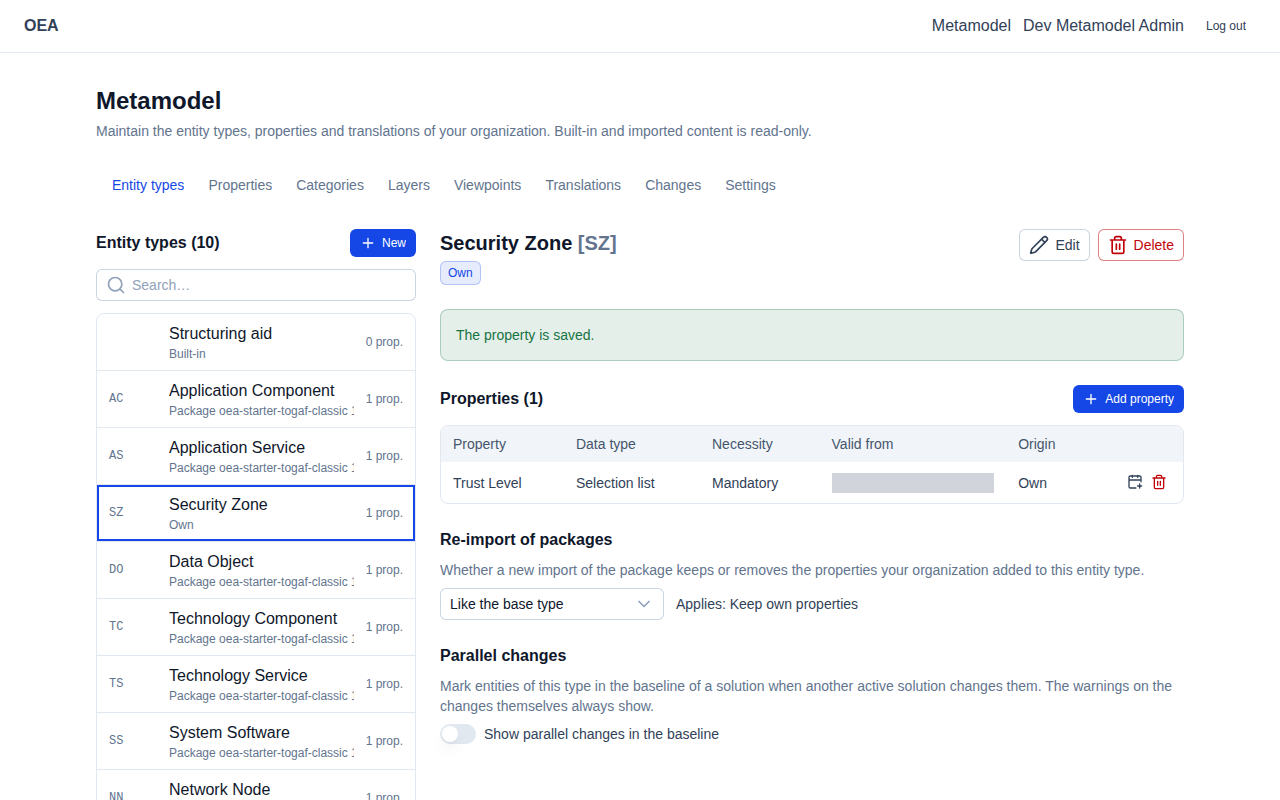 OEA
Metamodel Dev Metamodel Admin Log out
Metamodel
Maintain the entity types, properties and translations of your organization. Built-in and imported content is read-only.
Entity types Properties Categories Layers Viewpoints Translations Changes Settings
Entity types (10)
New
Search…
Structuring aid
Built-in
0 prop.
AC
Application Component
Package oea-starter-togaf-classic
1 prop.
AS
Application Service
Package oea-starter-togaf-classic
1 prop.
SZ
Security Zone
Own
1 prop.
DO
Data Object
Package oea-starter-togaf-classic
1 prop.
TC
Technology Component
Package oea-starter-togaf-classic
1 prop.
TS
Technology Service
Package oea-starter-togaf-classic
1 prop.
SS
System Software
Package oea-starter-togaf-classic
1 prop.
NN
Network Node
1 prop.
Security Zone [SZ]
Own
Edit
Delete
The property is saved.
Properties (1)
Add property
Property Data type Necessity Valid from Origin
Trust Level Selection list Mandatory Own
Re-import of packages
Whether a new import of the package keeps or removes the properties your organization added to this entity type.
Like the base type
Applies: Keep own properties
Parallel changes
Mark entities of this type in the baseline of a solution when another active solution changes them. The warnings on the
changes themselves always show.
Show parallel changes in the baseline